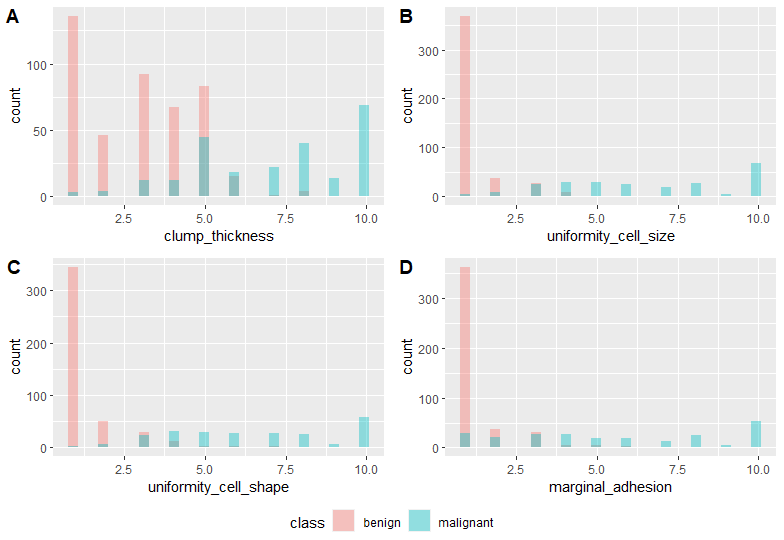 A
count
100
50
0
2.5 5.0 7.5 10.0
clump_thickness
B
count
300
200
100
0
2.5 5.0 7.5 10.0
uniformity_cell_size
C
count
300
200
100
0
2.5 5.0 7.5 10.0
uniformity_cell_shape
D
count
300
200
100
0
2.5 5.0 7.5 10.0
marginal_adhesion
class benign malignant